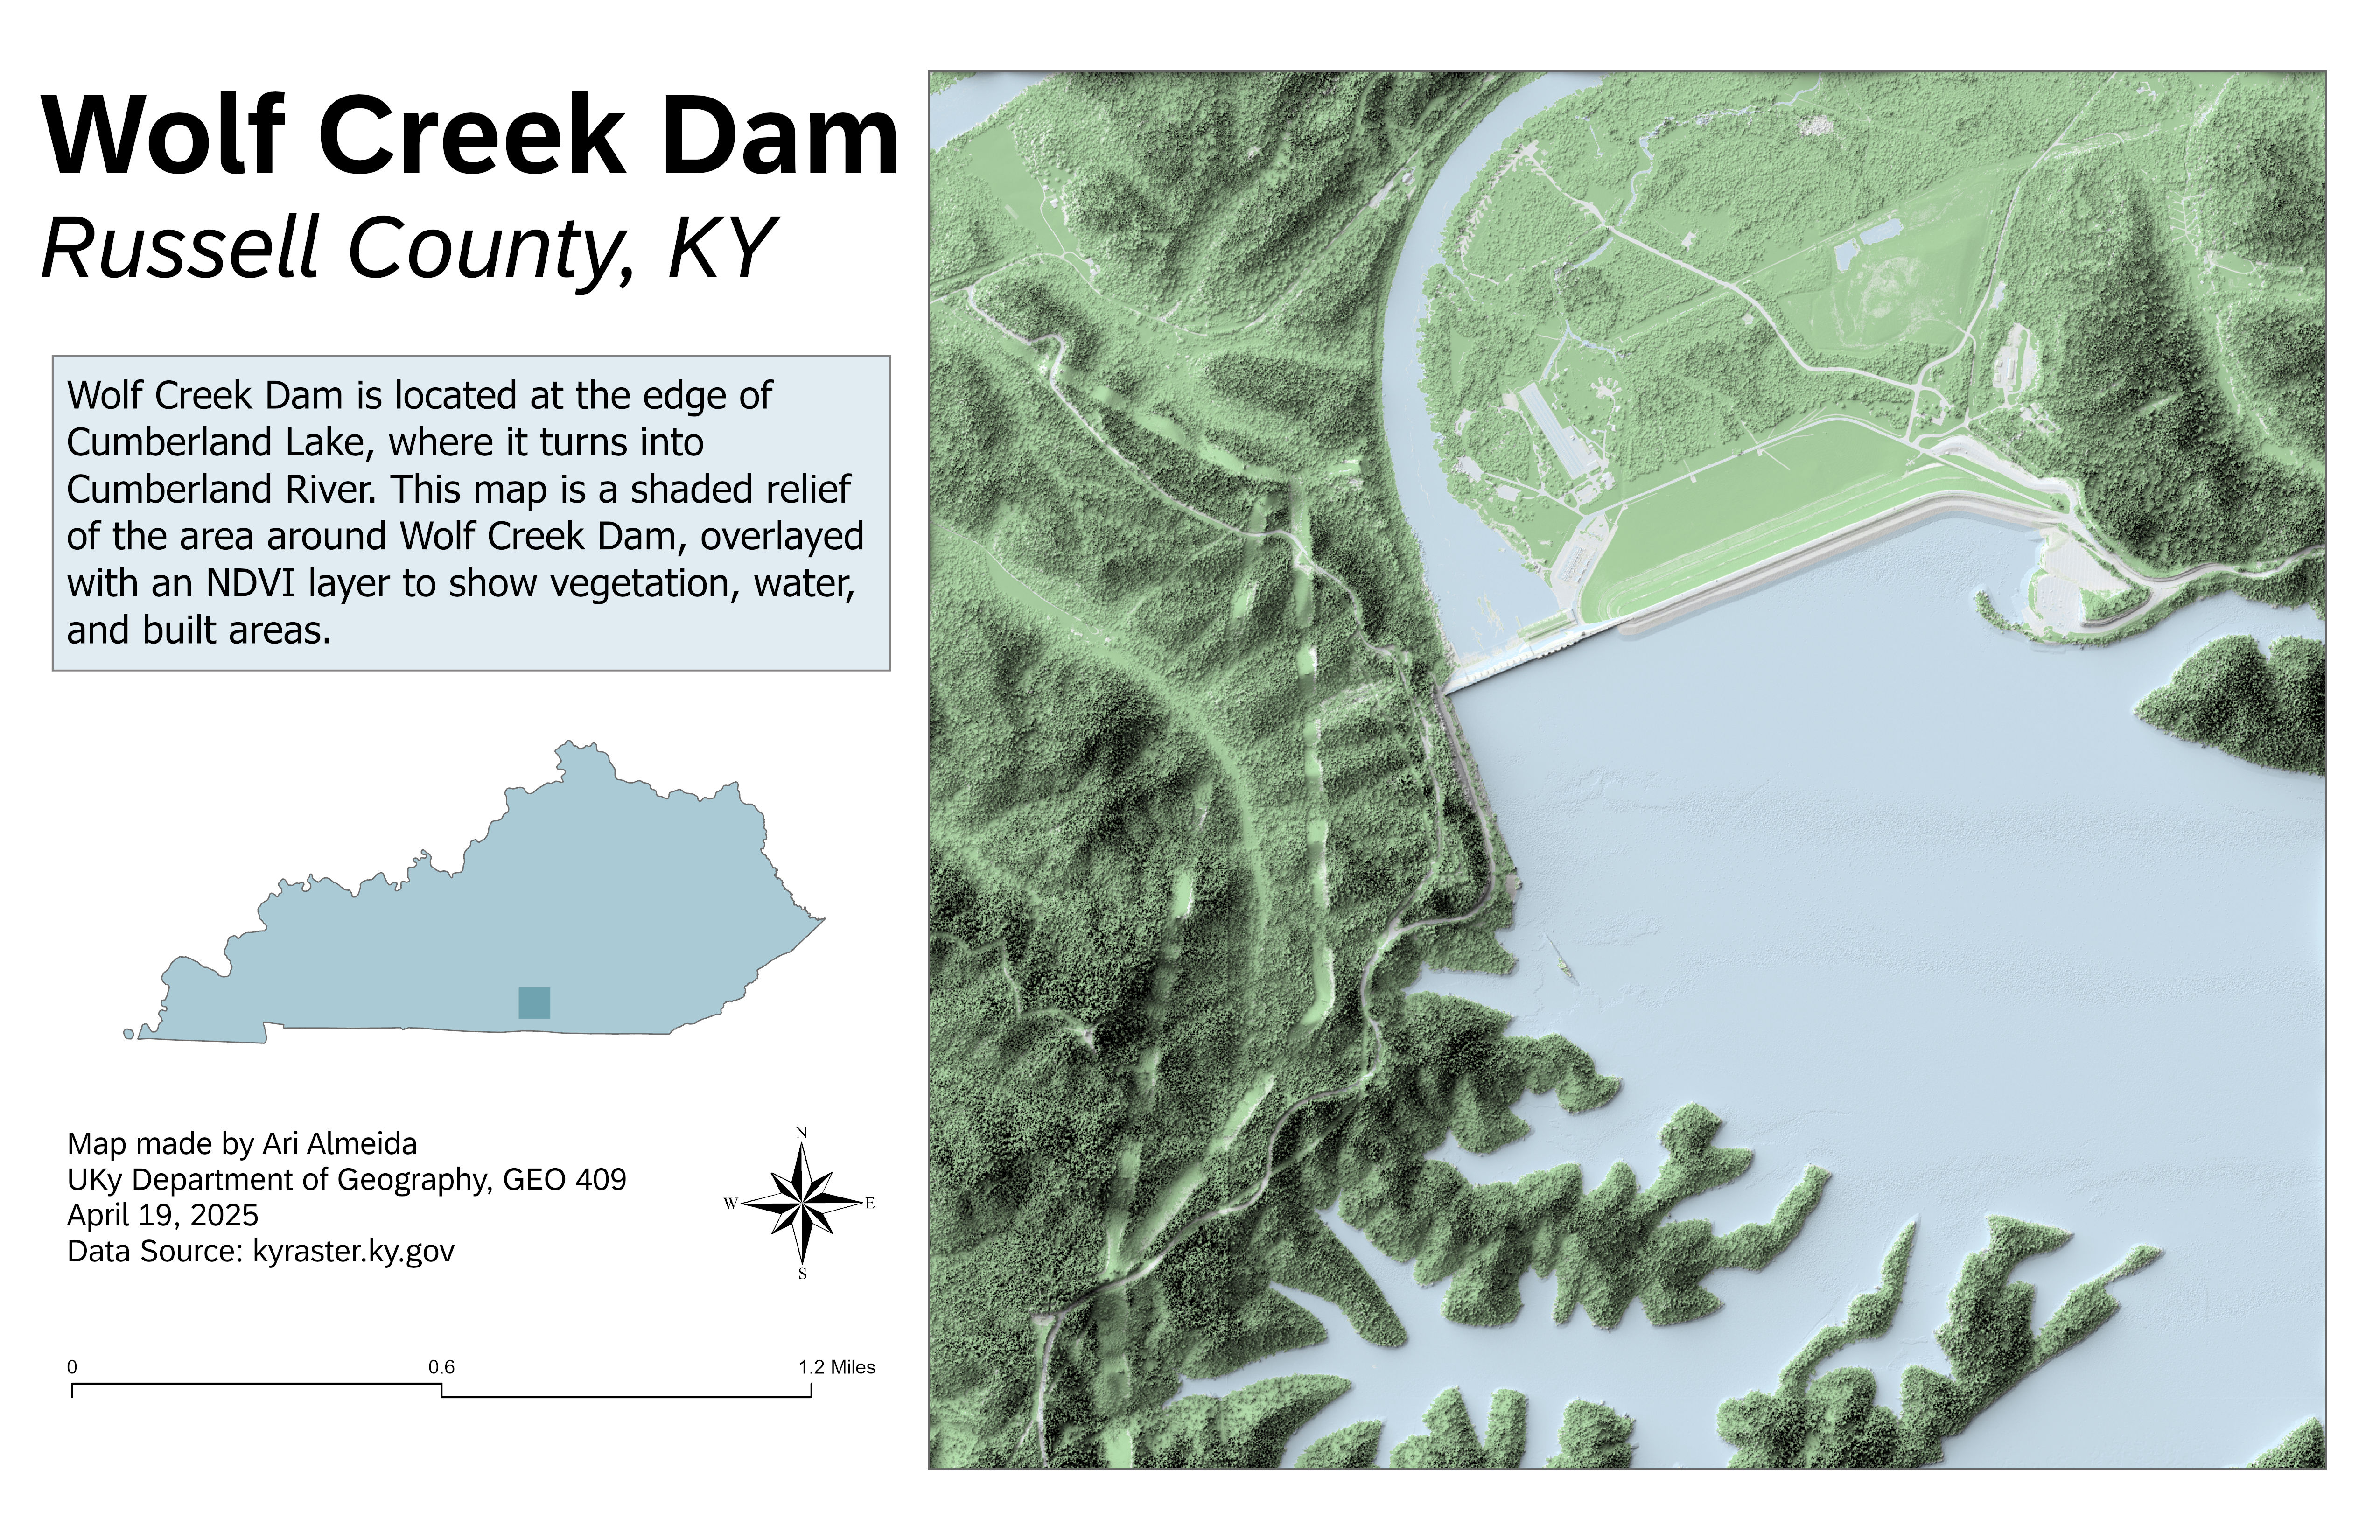 Wolf Creek Dam
Russell County, KY
Wolf Creek Dam is located at the edge of
Cumberland Lake, where it turns into
Cumberland River. This map is a shaded relief
of the area around Wolf Creek Dam, overlayed
with an NDVI layer to show vegetation, water,
and built areas.
Map made by Ari Almeida
UKy Department of Geography, GEO 409
April 19, 2025
Data Source: kyraster.ky.gov
N
W E
S
0 0.6 1.2 Miles